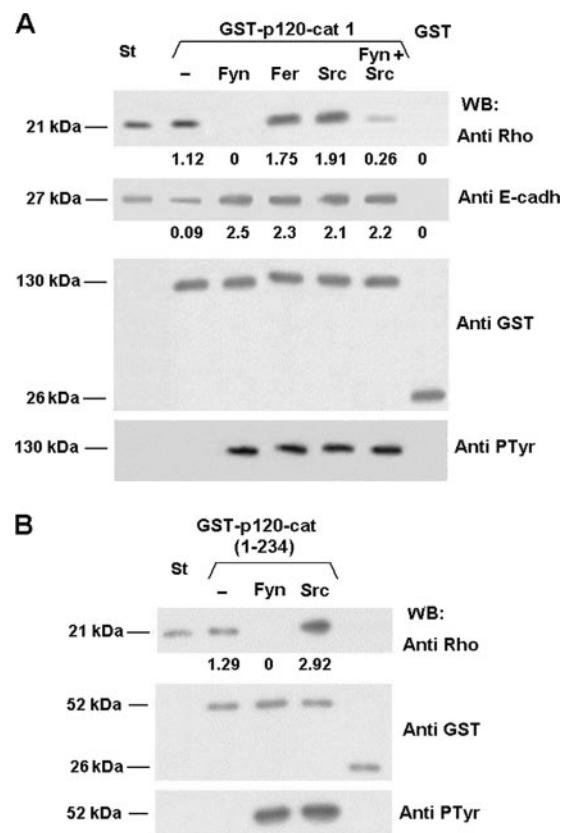 A
GST-p120-cat 1
GST
St
– Fyn Fer Src Fyn + Src
WB:
21 kDa
Anti Rho
1.12 0 1.75 1.91 0.26 0
27 kDa
Anti E-cadh
0.09 2.5 2.3 2.1 2.2 0
130 kDa
Anti GST
26 kDa
130 kDa
Anti PTyr
B
GST-p120-cat
(1-234)
St
– Fyn Src
WB:
21 kDa
Anti Rho
1.29 0 2.92
52 kDa
Anti GST
26 kDa
52 kDa
Anti PTyr